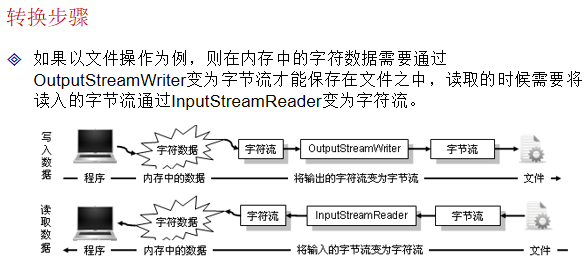 转换步骤
如果以文件操作为例，则在内存中的字符数据需要通过
OutputStreamWriter变为字节流才能保存在文件之中，读取的时候需要将
读入的字节流通过InputStreamReader变为字符流。
写入数据
字符数据
字符流
OutputStreamWriter
字节流
程序
内存中的数据
将输出的字符流变为字节流
文件
读取数据
字符数据
字符流
InputStreamReader
字节流
程序
内存中的数据
将输入的字节流变为字符流
文件